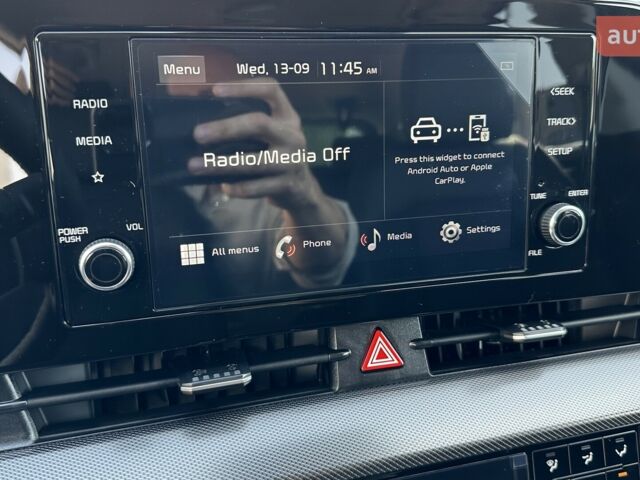 aut
Menu
Wed, 13-09 11:45 AM
RADIO
MEDIA
POWER
PUSH
VOL
Radio/Media Off
Press this widget to connect
Android Auto or Apple
CarPlay.
All menus
Phone
Media
Settings
<SEEK
TRACK>
SETUP
TUNE
ENTER
FILE